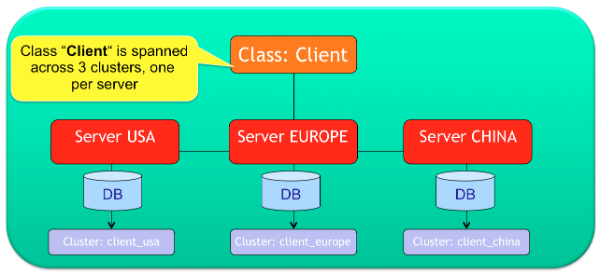 Class “Client“ is spanned
across 3 clusters, one
per server
Class: Client
Server USA
Server EUROPE
Server CHINA
DB
DB
DB
Cluster: client_usa
Cluster: client_europe
Cluster: client_china